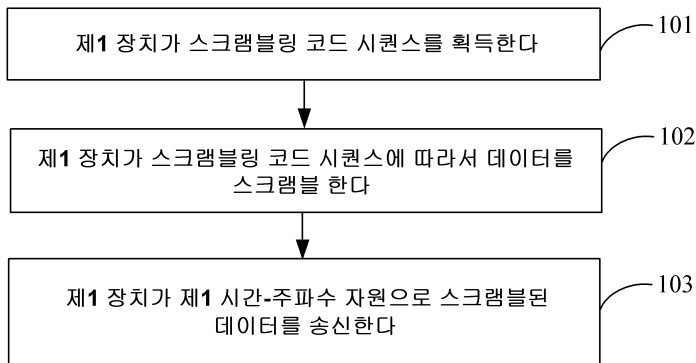 제1 장치가 스크램블링 코드 시퀀스를 획득한다
101
제1 장치가 스크램블링 코드 시퀀스에 따라서 데이터를
스크램블 한다
102
제1 장치가 제1 시간-주파수 자원으로 스크램블된
데이터를 송신한다
103